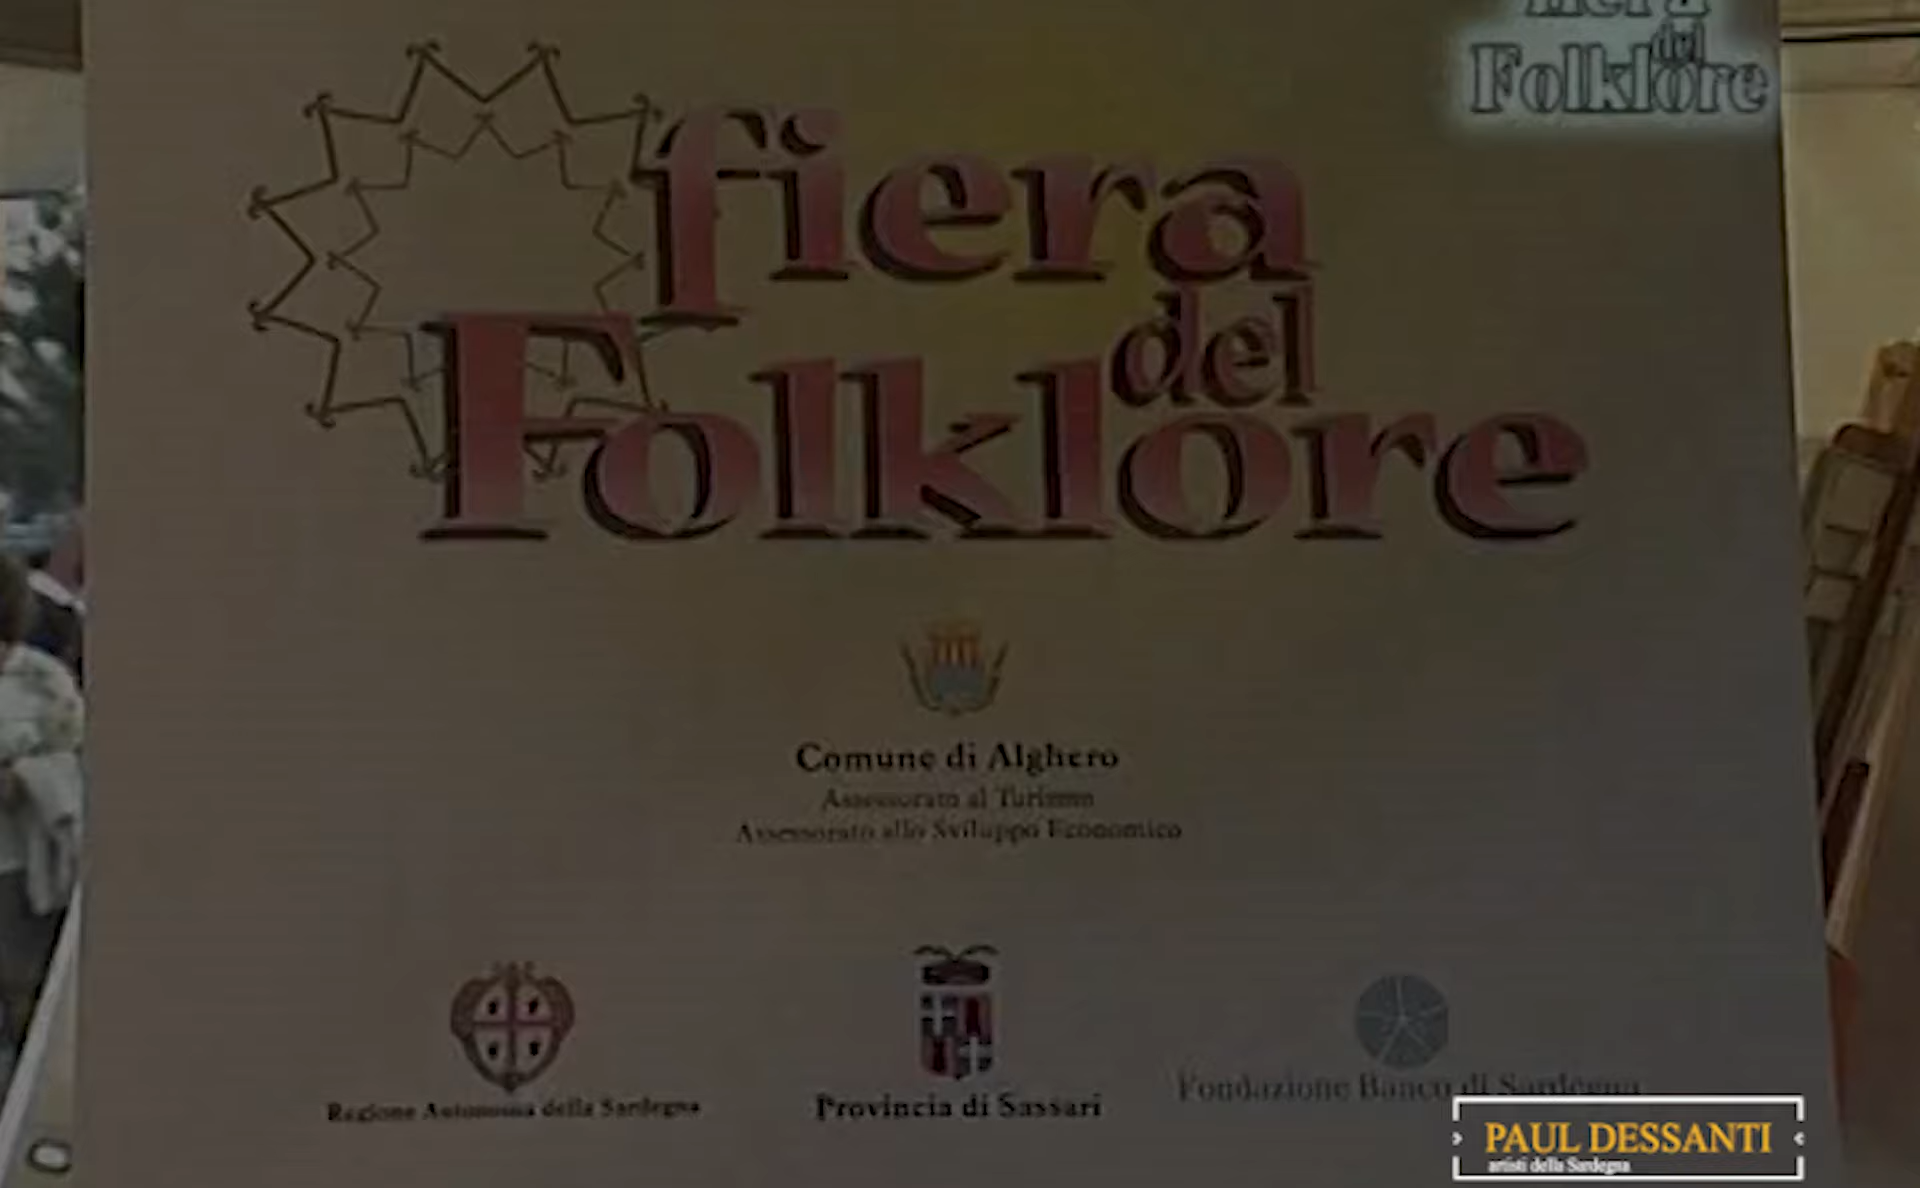 del
Folklore
fiera
del
Folklore
Comune di Alghero
Assessorato al Turismo
Assessorato allo Sviluppo Economico
Regione Autonoma della Sardegna
Provincia di Sassari
Fondazione Banco di Sardegna
PAUL DESSANTI
artisti della Sardegna